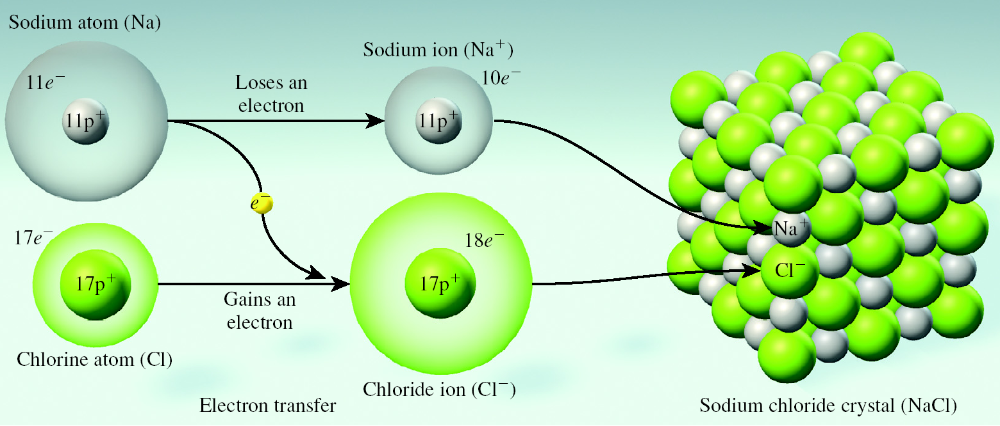 Sodium atom (Na)
11e⁻
11p⁺
Loses an
electron
Sodium ion (Na⁺)
10e⁻
11p⁺
e⁻
17e⁻
17p⁺
Chlorine atom (Cl)
Gains an
electron
18e⁻
17p⁺
Chloride ion (Cl⁻)
Electron transfer
Na⁺
Cl⁻
Sodium chloride crystal (NaCl)